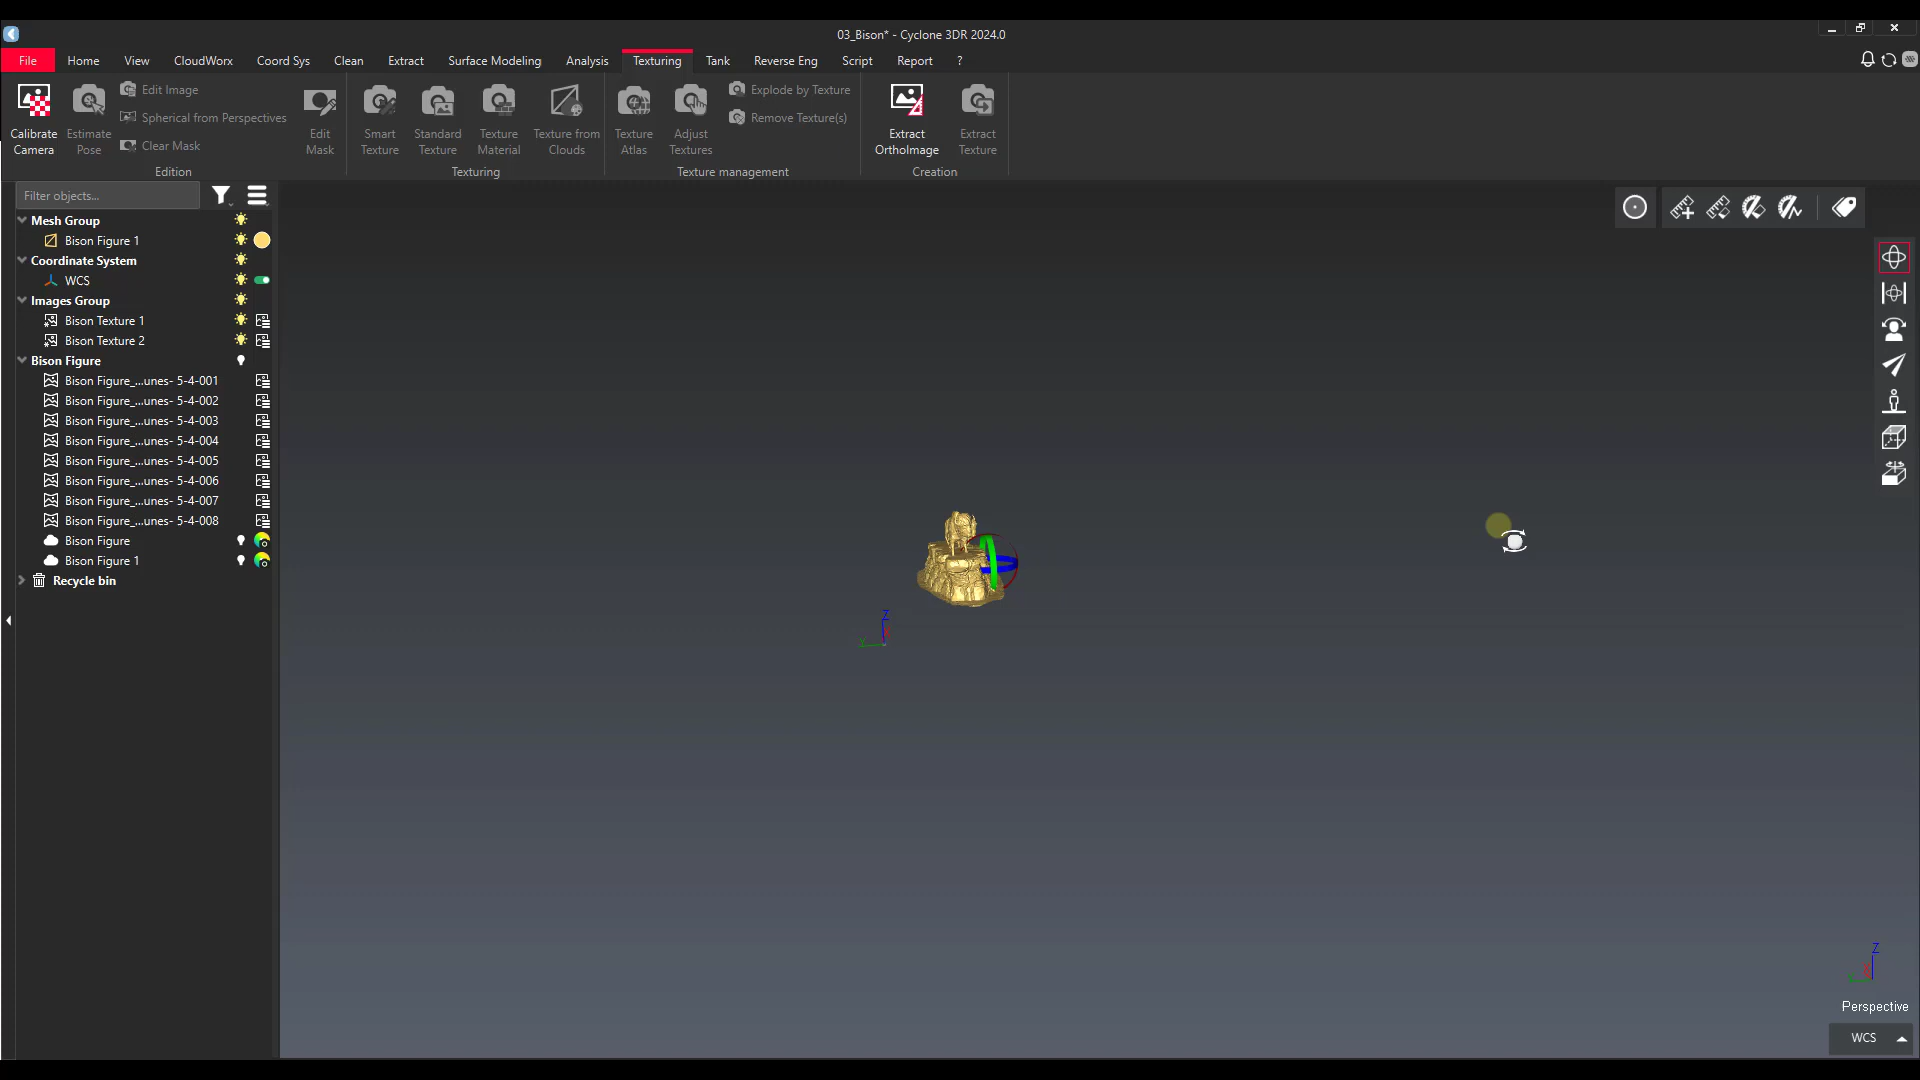 03_Bison* - Cyclone 3DR 2024.0
File Home View CloudWorx Coord Sys Clean Extract Surface Modeling Analysis Texturing Tank Reverse Eng Script Report ?
Calibrate Camera
Estimate Pose
Edit Image
Spherical from Perspectives
Clear Mask
Edit Mask
Smart Texture
Standard Texture
Texture Material
Texture from Clouds
Texture Atlas
Adjust Textures
Explode by Texture
Remove Texture(s)
Extract OrthoImage
Extract Texture
Edition Texturing Texture management Creation
Filter objects...
Mesh Group
Bison Figure 1
Coordinate System
WCS
Images Group
Bison Texture 1
Bison Texture 2
Bison Figure
Bison Figure_...unes- 5-4-001
Bison Figure_...unes- 5-4-002
Bison Figure_...unes- 5-4-003
Bison Figure_...unes- 5-4-004
Bison Figure_...unes- 5-4-005
Bison Figure_...unes- 5-4-006
Bison Figure_...unes- 5-4-007
Bison Figure_...unes- 5-4-008
Bison Figure
Bison Figure 1
Recycle bin
Z
Z
Perspective
WCS